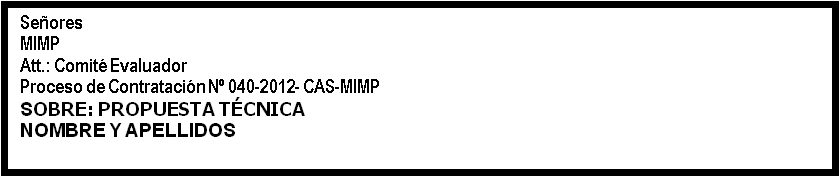 Señores
MIMP
Att.: Comité Evaluador
Proceso de Contratación Nº 040-2012- CAS-MIMP
SOBRE: PROPUESTA TÉCNICA
NOMBRE Y APELLIDOS